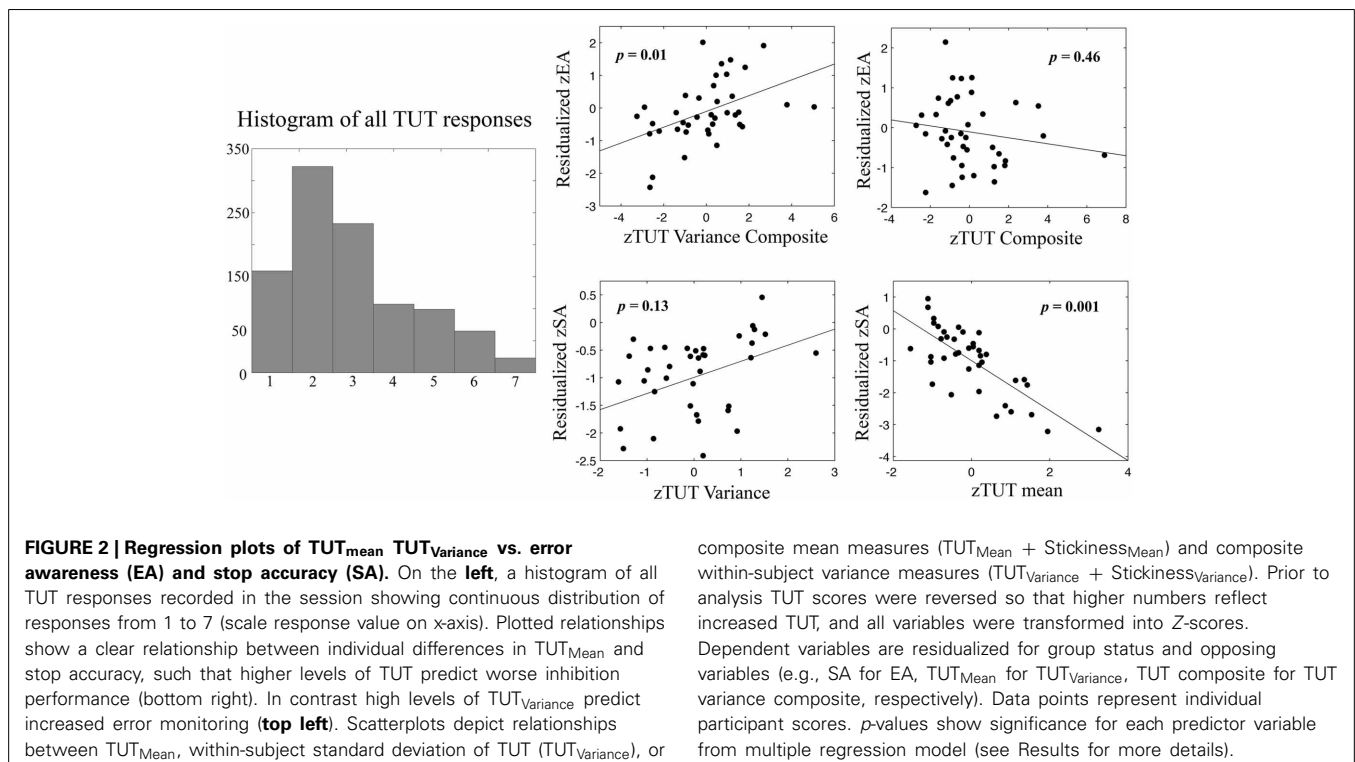 Histogram of all TUT responses
350
250
150
50
0
1 2 3 4 5 6 7
p = 0.01
Residualized zEA
2
1
0
-1
-2
-3
-4 -2 0 2 4 6
zTUT Variance Composite
p = 0.46
Residualized zEA
2
1
0
-1
-2
-4 -2 0 2 4 6 8
zTUT Composite
p = 0.13
Residualized zSA
0.5
0
-0.5
-1
-1.5
-2
-2.5
-2 -1 0 1 2 3
zTUT Variance
p = 0.001
Residualized zSA
1
0
-1
-2
-3
-4
-2 0 2 4
zTUT mean
FIGURE 2 | Regression plots of TUTmean TUTVariance vs. error
awareness (EA) and stop accuracy (SA). On the left, a histogram of all
TUT responses recorded in the session showing continuous distribution of
responses from 1 to 7 (scale response value on x-axis). Plotted relationships
show a clear relationship between individual differences in TUTMean and
stop accuracy, such that higher levels of TUT predict worse inhibition
performance (bottom right). In contrast high levels of TUTVariance predict
increased error monitoring (top left). Scatterplots depict relationships
between TUTMean, within-subject standard deviation of TUT (TUTVariance), or
composite mean measures (TUTMean + StickinessMean) and composite
within-subject variance measures (TUTVariance + StickinessVariance). Prior to
analysis TUT scores were reversed so that higher numbers reflect
increased TUT, and all variables were transformed into Z-scores.
Dependent variables are residualized for group status and opposing
variables (e.g., SA for EA, TUTMean for TUTVariance, TUT composite for TUT
variance composite, respectively). Data points represent individual
participant scores. p-values show significance for each predictor variable
from multiple regression model (see Results for more details).